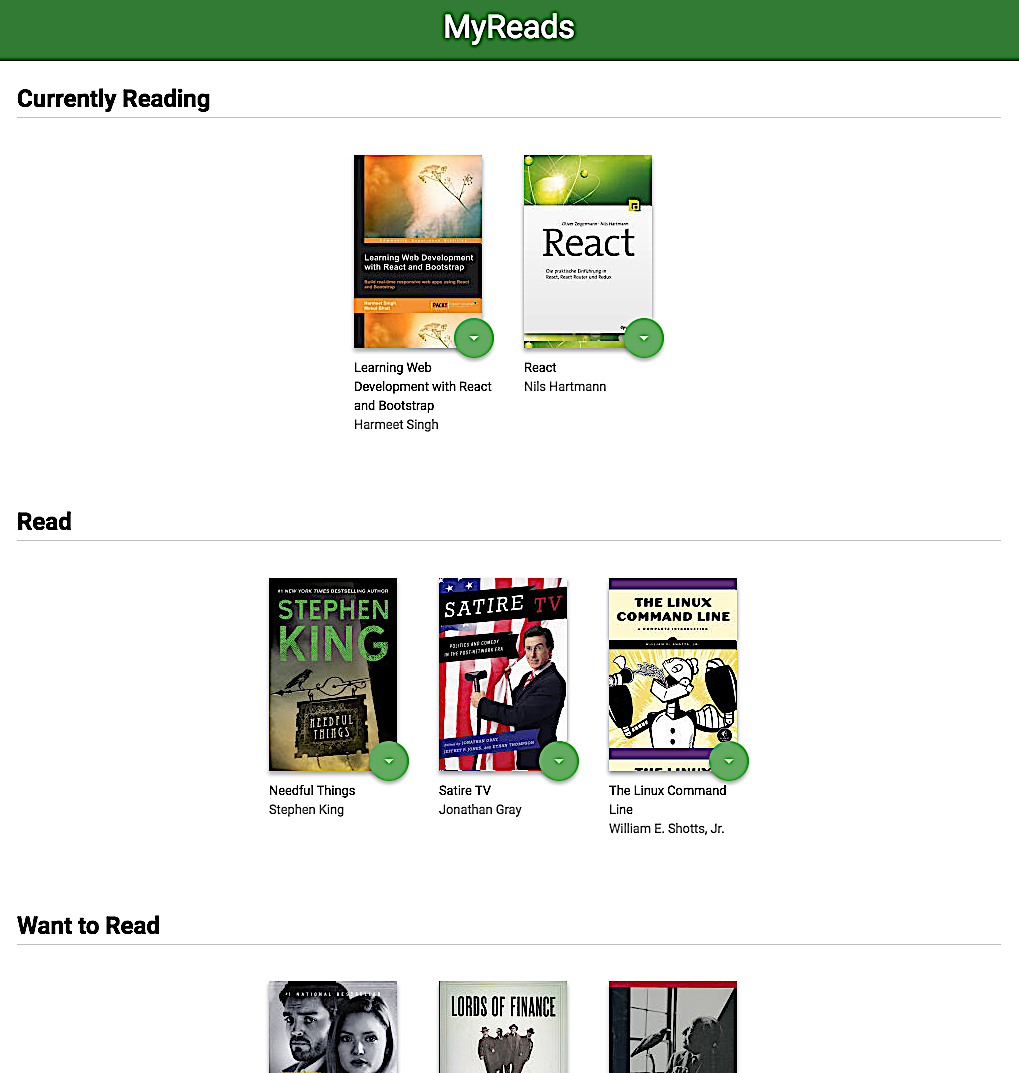 MyReads
Currently Reading
Learning Web Development
with React and Bootstrap
Build real-time responsive web apps using React
and Bootstrap
Harmeet Singh
PACKT
Oliver Zeigermann · Nils Hartmann
React
Die praktische Einführung in
React, React Router und Redux
Learning Web
Development with React
and Bootstrap
Harmeet Singh
React
Nils Hartmann
Read
#1 NEW YORK TIMES BESTSELLING AUTHOR
STEPHEN
KING
NEEDFUL
THINGS
SATIRE TV
POLITICS AND COMEDY
IN THE POST-NETWORK ERA
Edited by JONATHAN GRAY,
JEFFREY P. JONES, and ETHAN THOMPSON
THE LINUX
COMMAND LINE
A COMPLETE INTRODUCTION
WILLIAM E. SHOTTS, JR.
THE LINUX
Needful Things
Stephen King
Satire TV
Jonathan Gray
The Linux Command
Line
William E. Shotts, Jr.
Want to Read
#1 NATIONAL BESTSELLER
LORDS OF FINANCE